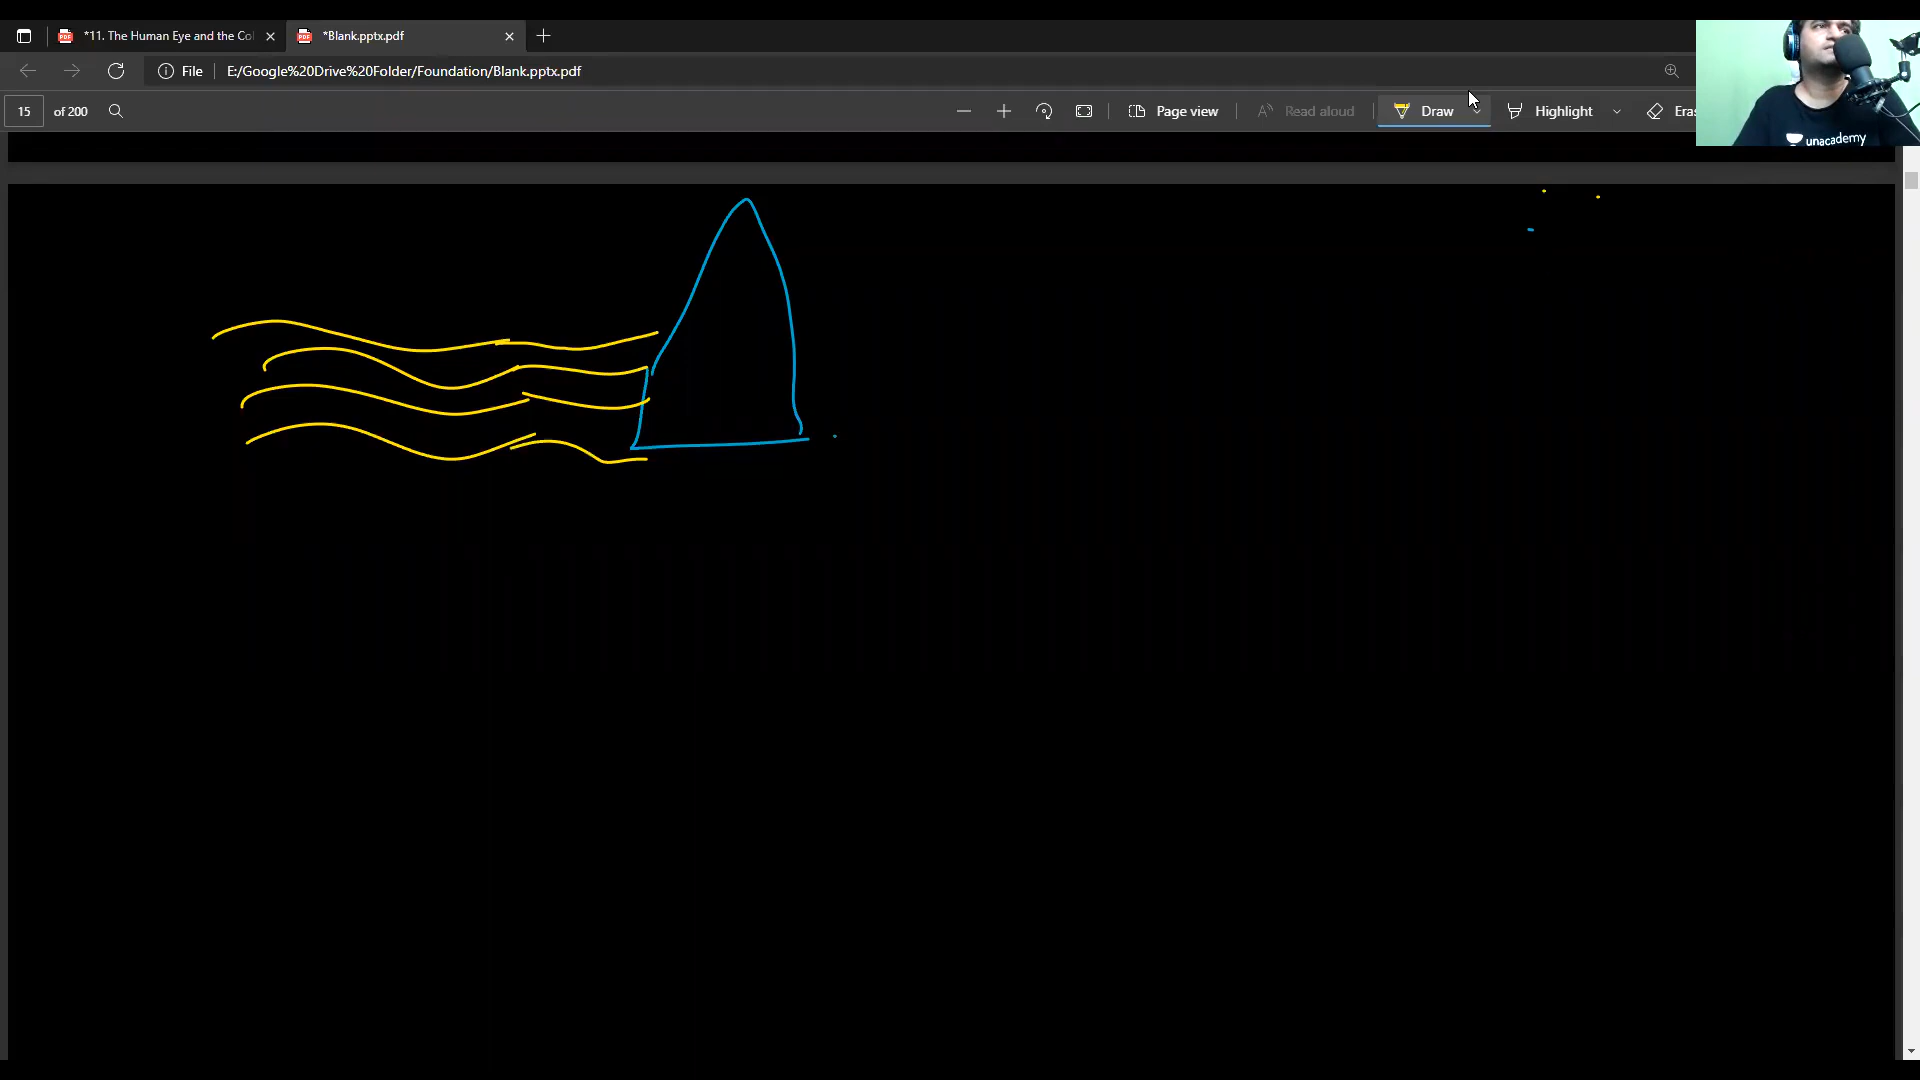 *11. The Human Eye and the Co
*Blank.pptx.pdf
File
E:/Google%20Drive%20Folder/Foundation/Blank.pptx.pdf
15 of 200
Page view
Read aloud
Draw
Highlight
Eras
unacademy